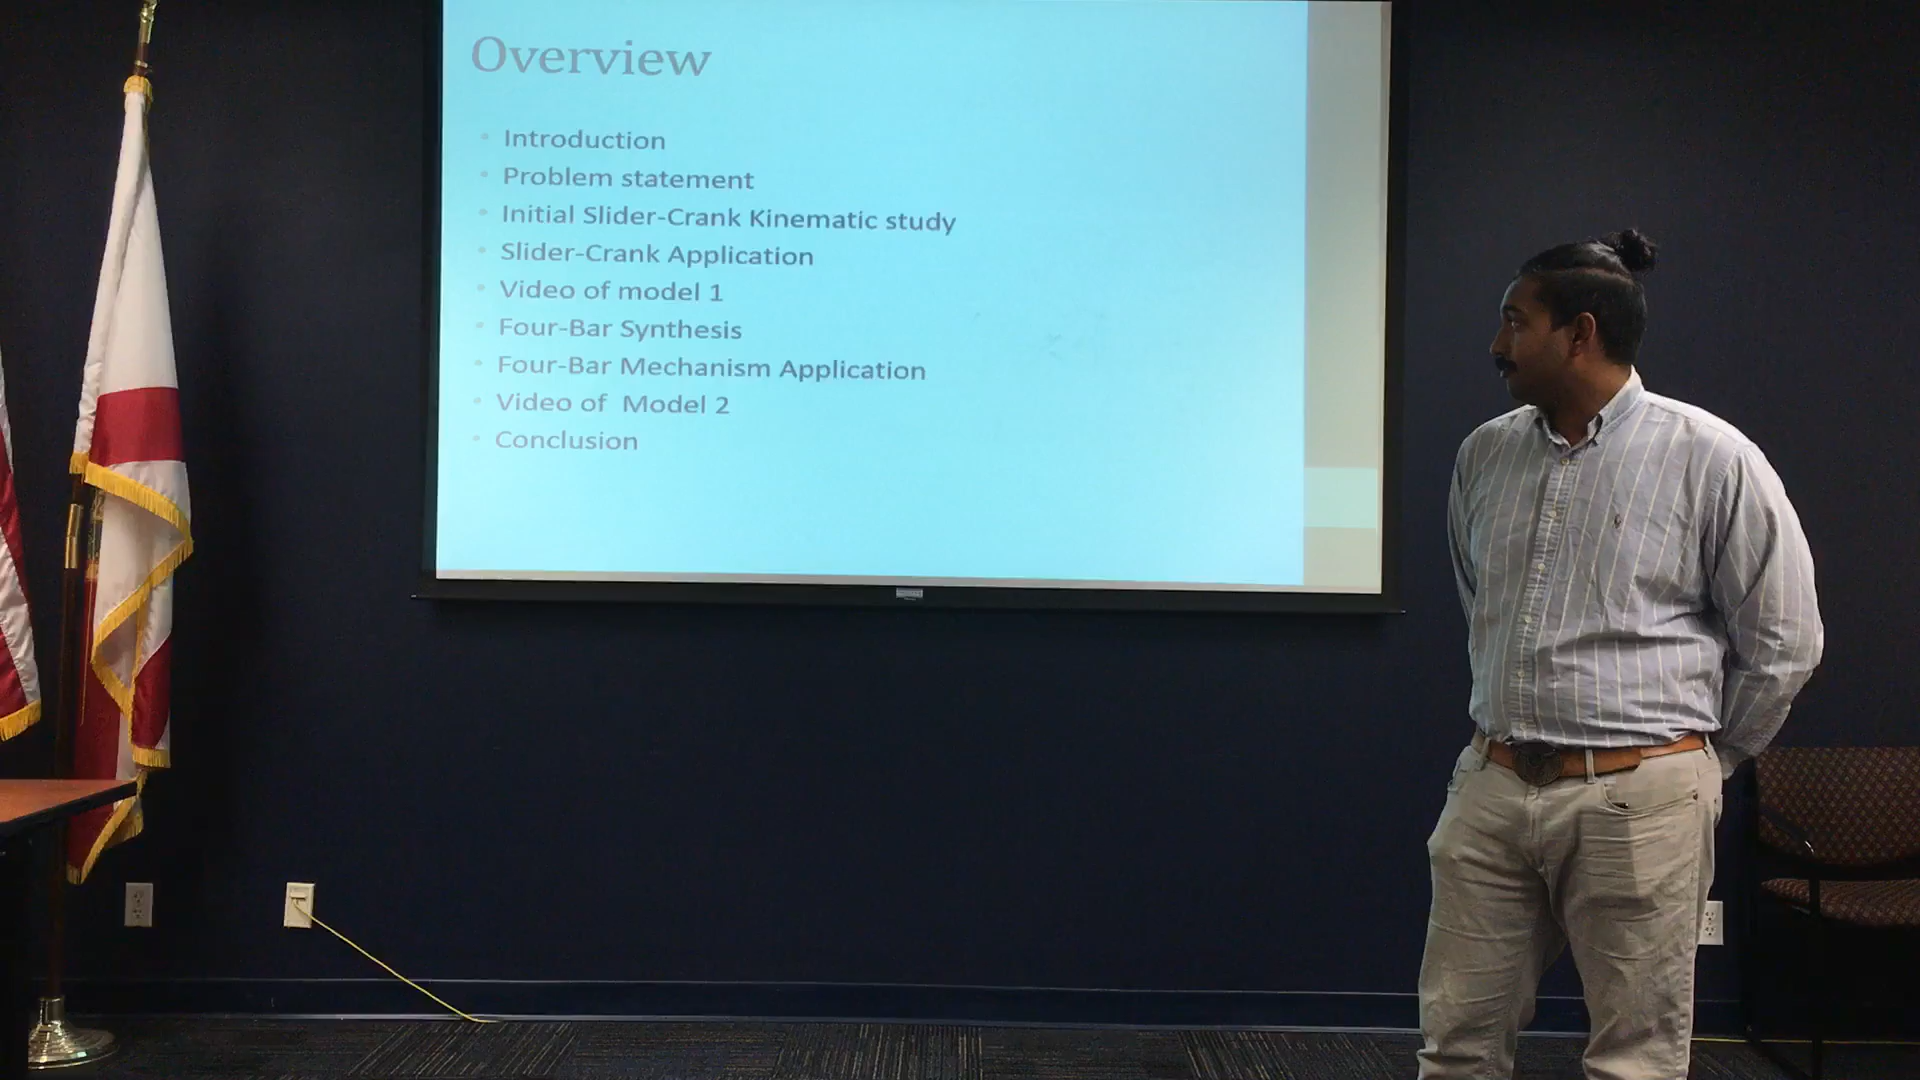 Overview
Introduction
Problem statement
Initial Slider-Crank Kinematic study
Slider-Crank Application
Video of model 1
Four-Bar Synthesis
Four-Bar Mechanism Application
Video of Model 2
Conclusion